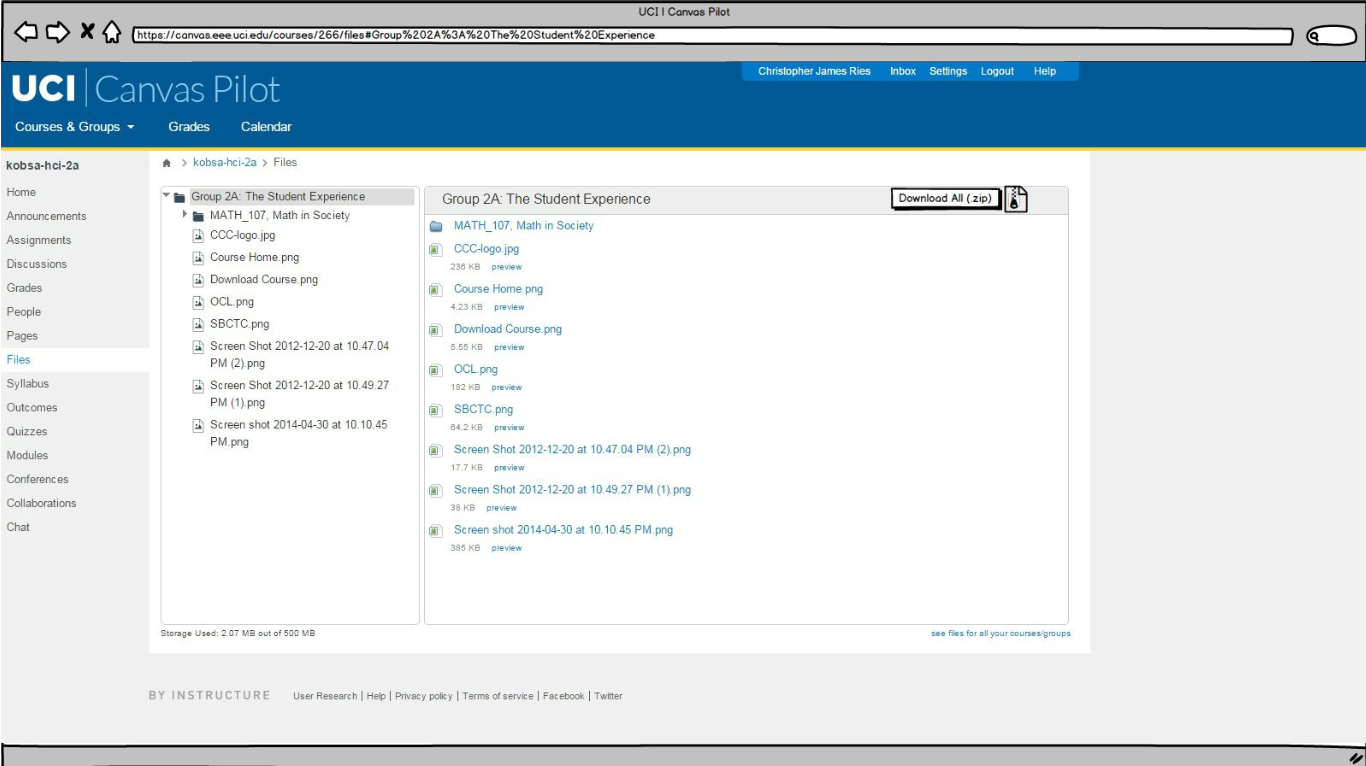 UCI | Canvas Pilot
https://canvas.eee.uci.edu/courses/266/files#Group%202A%3A%20The%20Student%20Experience
Christopher James Ries Inbox Settings Logout Help
UCI | Canvas Pilot
Courses & Groups Grades Calendar
kobsa-hci-2a
Home
Announcements
Assignments
Discussions
Grades
People
Pages
Files
Syllabus
Outcomes
Quizzes
Modules
Conferences
Collaborations
Chat
> kobsa-hci-2a > Files
Group 2A: The Student Experience
MATH_107, Math in Society
CCC-logo.jpg
Course Home.png
Download Course.png
OCL.png
SBCTC.png
Screen Shot 2012-12-20 at 10.47.04
PM (2).png
Screen Shot 2012-12-20 at 10.49.27
PM (1).png
Screen shot 2014-04-30 at 10.10.45
PM.png
Group 2A: The Student Experience
Download All (.zip)
MATH_107, Math in Society
CCC-logo.jpg
236 KB preview
Course Home.png
4.23 KB preview
Download Course.png
5.55 KB preview
OCL.png
182 KB preview
SBCTC.png
64.2 KB preview
Screen Shot 2012-12-20 at 10.47.04 PM (2).png
17.7 KB preview
Screen Shot 2012-12-20 at 10.49.27 PM (1).png
38 KB preview
Screen shot 2014-04-30 at 10.10.45 PM.png
385 KB preview
Storage Used: 2.07 MB out of 500 MB
see files for all your courses/groups
BY INSTRUCTURE User Research | Help | Privacy policy | Terms of service | Facebook | Twitter